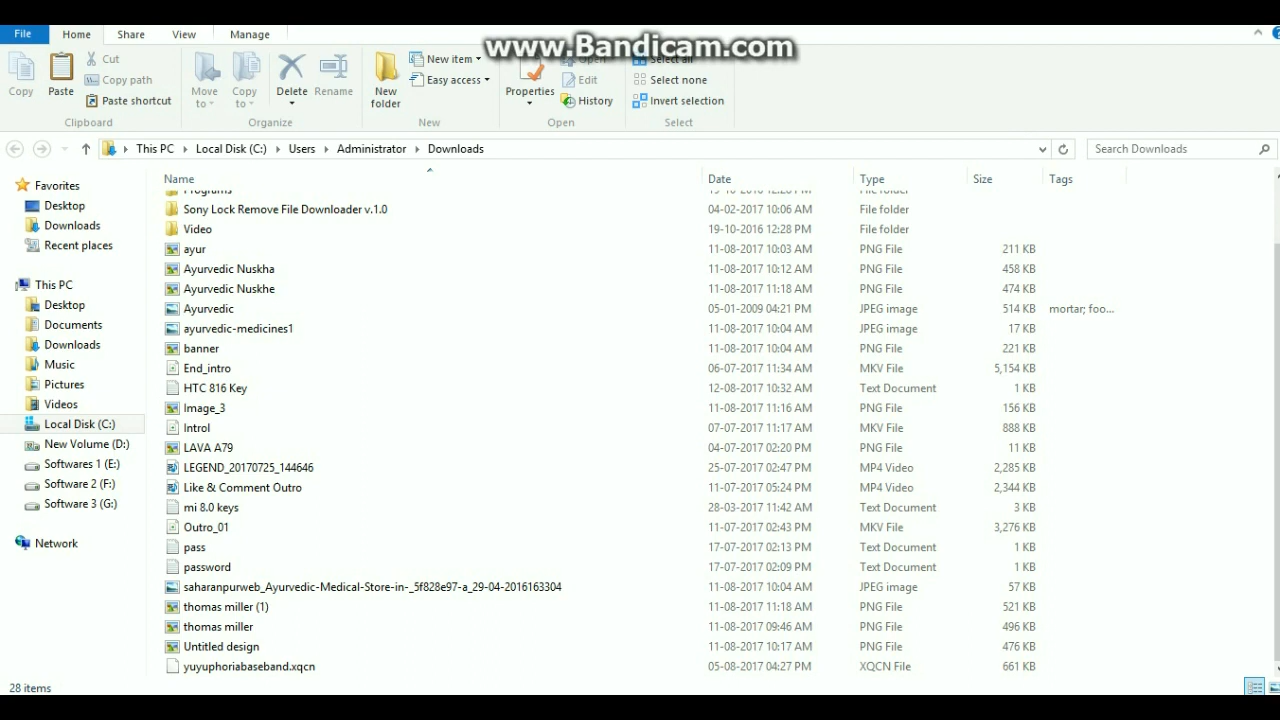 www.Bandicam.com
File Home Share View Manage
Copy Paste Cut Copy path Paste shortcut Move to Copy to Delete Rename New folder New item Easy access Properties Open Edit History Select all Select none Invert selection
Clipboard Organize New Open Select
This PC Local Disk (C:) Users Administrator Downloads Search Downloads
Name Date Type Size Tags
Favorites
Desktop
Downloads
Recent places
This PC
Desktop
Documents
Downloads
Music
Pictures
Videos
Local Disk (C:)
New Volume (D:)
Softwares 1 (E:)
Software 2 (F:)
Software 3 (G:)
Network
Programs 19-10-2016 12:28 PM File folder
Sony Lock Remove File Downloader v.1.0 04-02-2017 10:06 AM File folder
Video 19-10-2016 12:28 PM File folder
ayur 11-08-2017 10:03 AM PNG File 211 KB
Ayurvedic Nuskha 11-08-2017 10:12 AM PNG File 458 KB
Ayurvedic Nuskhe 11-08-2017 11:18 AM PNG File 474 KB
Ayurvedic 05-01-2009 04:21 PM JPEG image 514 KB mortar; foo...
ayurvedic-medicines1 11-08-2017 10:04 AM JPEG image 17 KB
banner 11-08-2017 10:04 AM PNG File 221 KB
End_intro 06-07-2017 11:34 AM MKV File 5,154 KB
HTC 816 Key 12-08-2017 10:32 AM Text Document 1 KB
Image_3 11-08-2017 11:16 AM PNG File 156 KB
Introl 07-07-2017 11:17 AM MKV File 888 KB
LAVA A79 04-07-2017 02:20 PM PNG File 11 KB
LEGEND_20170725_144646 25-07-2017 02:47 PM MP4 Video 2,285 KB
Like & Comment Outro 11-07-2017 05:24 PM MP4 Video 2,344 KB
mi 8.0 keys 28-03-2017 11:42 AM Text Document 3 KB
Outro_01 11-07-2017 02:43 PM MKV File 3,276 KB
pass 17-07-2017 02:13 PM Text Document 1 KB
password 17-07-2017 02:09 PM Text Document 1 KB
saharanpurweb_Ayurvedic-Medical-Store-in-_5f828e97-a_29-04-2016163304 11-08-2017 10:04 AM JPEG image 57 KB
thomas miller (1) 11-08-2017 11:18 AM PNG File 521 KB
thomas miller 11-08-2017 09:46 AM PNG File 496 KB
Untitled design 11-08-2017 10:17 AM PNG File 476 KB
yuyuphoriabaseband.xqcn 05-08-2017 04:27 PM XQCN File 661 KB
28 items